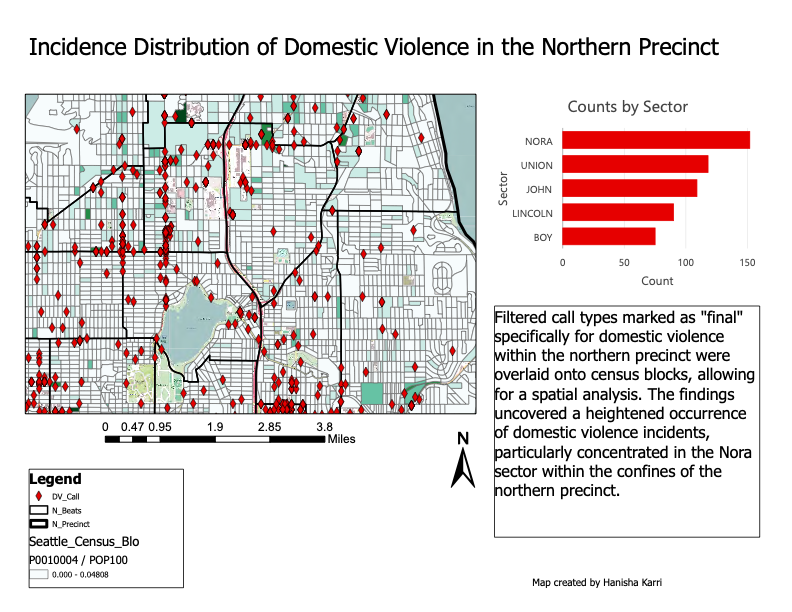 Incidence Distribution of Domestic Violence in the Northern Precinct
Counts by Sector
Sector
NORA
UNION
JOHN
LINCOLN
BOY
0 50 100 150
Count
Filtered call types marked as "final"
specifically for domestic violence
within the northern precinct were
overlaid onto census blocks, allowing
for a spatial analysis. The findings
uncovered a heightened occurrence
of domestic violence incidents,
particularly concentrated in the Nora
sector within the confines of the
northern precinct.
0 0.47 0.95 1.9 2.85 3.8
Miles
N
Legend
DV_Call
N_Beats
N_Precinct
Seattle_Census_Blo
P0010004 / POP100
0.000 - 0.04808
Map created by Hanisha Karri